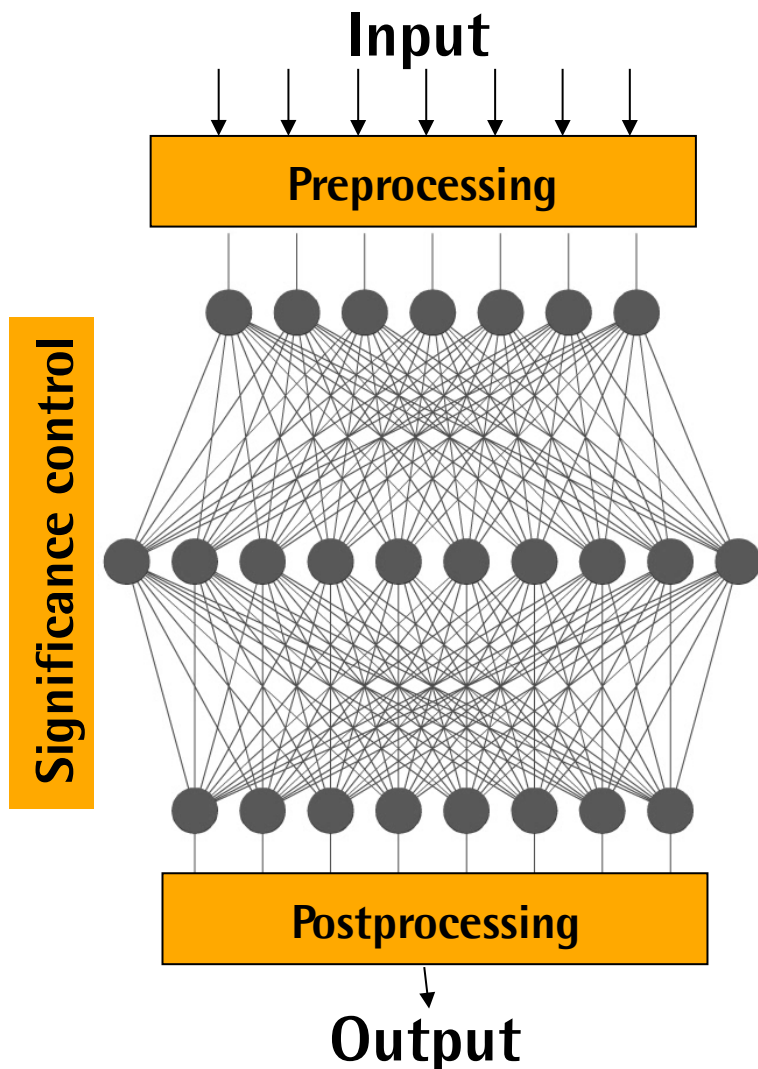 Input
Preprocessing
Significance control
Postprocessing
Output